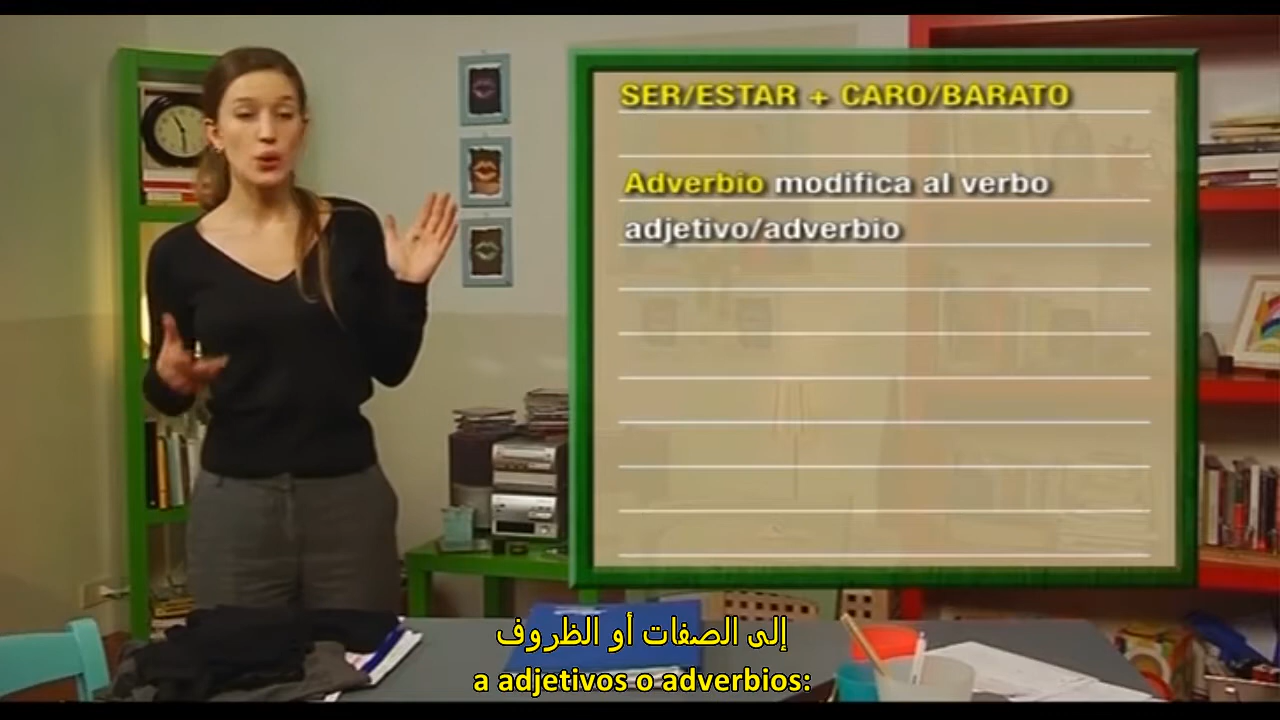 SER/ESTAR + CARO/BARATO
Adverbio modifica al verbo
adjetivo/adverbio
إلى الصفات أو الظروف
a adjetivos o adverbios: